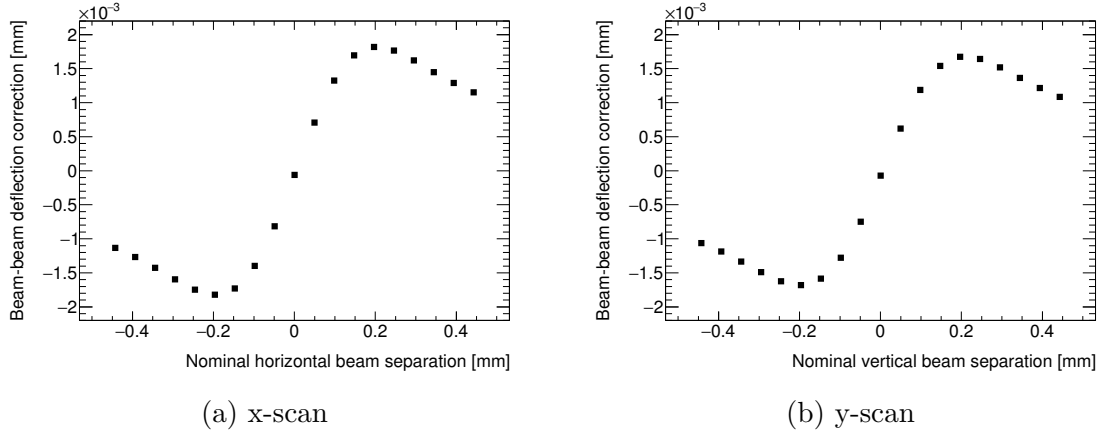 ×10⁻³
Beam-beam deflection correction [mm]
2
1.5
1
0.5
0
−0.5
−1
−1.5
−2
−0.4 −0.2 0 0.2 0.4
Nominal horizontal beam separation [mm]
(a) x-scan
×10⁻³
Beam-beam deflection correction [mm]
2
1.5
1
0.5
0
−0.5
−1
−1.5
−2
−0.4 −0.2 0 0.2 0.4
Nominal vertical beam separation [mm]
(b) y-scan